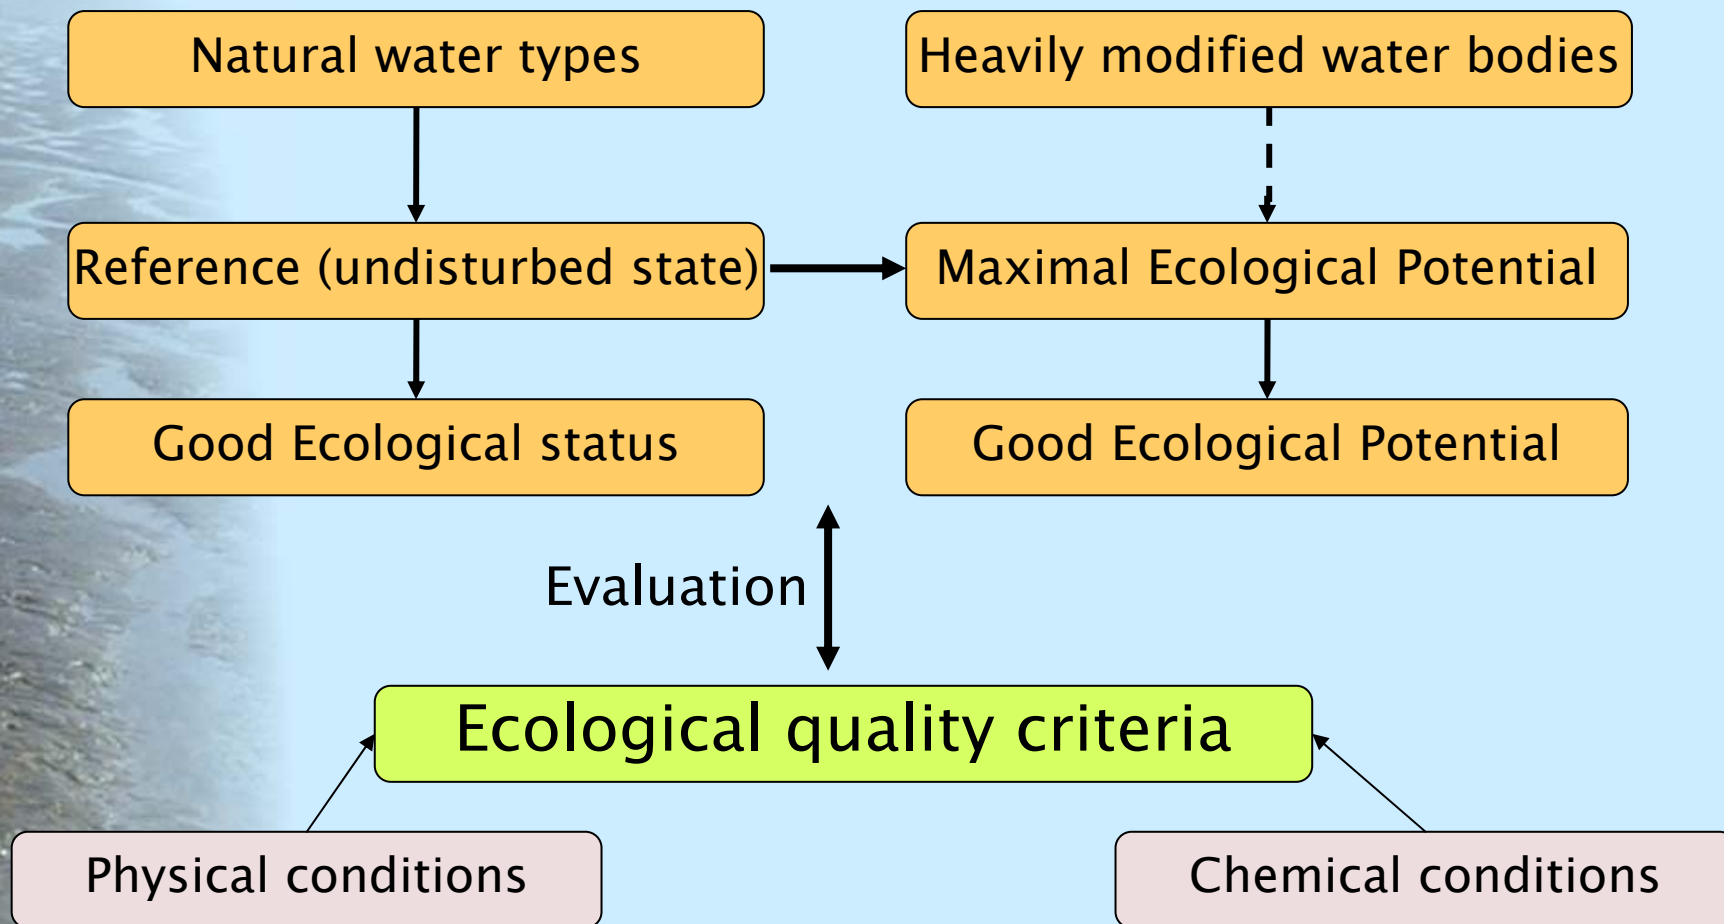 Natural water types
Heavily modified water bodies
Reference (undisturbed state)
Maximal Ecological Potential
Good Ecological status
Good Ecological Potential
Evaluation
Ecological quality criteria
Physical conditions
Chemical conditions